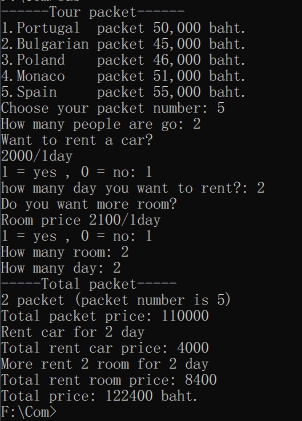 ------Tour packet------
1.Portugal  packet 50,000 baht.
2.Bulgarian packet 45,000 baht.
3.Poland    packet 46,000 baht.
4.Monaco    packet 51,000 baht.
5.Spain     packet 55,000 baht.
Choose your packet number: 5
How many people are go: 2
Want to rent a car?
2000/1day
1 = yes , 0 = no: 1
how many day you want to rent?: 2
Do you want more room?
Room price 2100/1day
1 = yes , 0 = no: 1
How many room: 2
How many day: 2
-----Total packet-----
2 packet (packet number is 5)
Total packet price: 110000
Rent car for 2 day
Total rent car price: 4000
More rent 2 room for 2 day
Total rent room price: 8400
Total price: 122400 baht.
F:\Com>